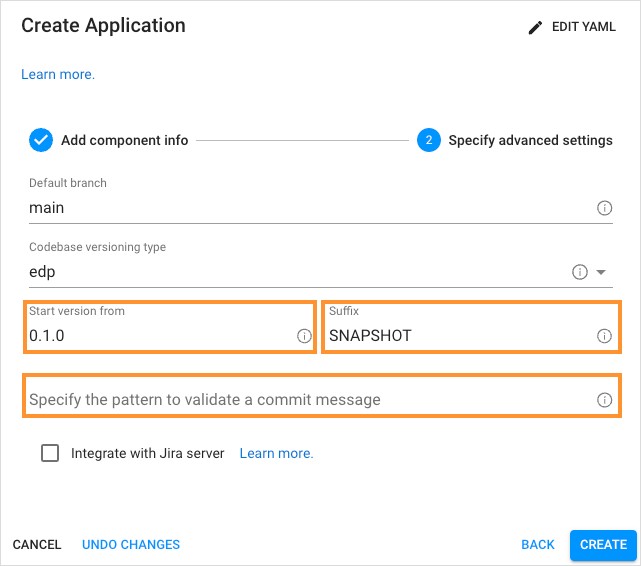 Create Application
EDIT YAML
Learn more.
Add component info
2
Specify advanced settings
Default branch
main
Codebase versioning type
edp
Start version from
0.1.0
Suffix
SNAPSHOT
Specify the pattern to validate a commit message
Integrate with Jira server Learn more.
CANCEL UNDO CHANGES BACK CREATE